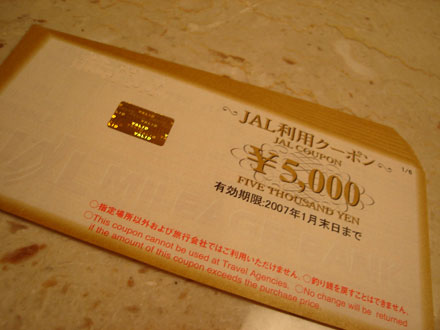 VALID
VALID
VALID
JAL利用クーポン
JAL COUPON
1/6
¥5,000
FIVE THOUSAND YEN
有効期限:2007年1月末日まで
○指定場所以外および旅行会社ではご利用いただけません。○釣り銭を戻すことはできません。
○This coupon cannot be used at Travel Agencies. ○No change will be returned
if the amount of this coupon exceeds the purchase price.